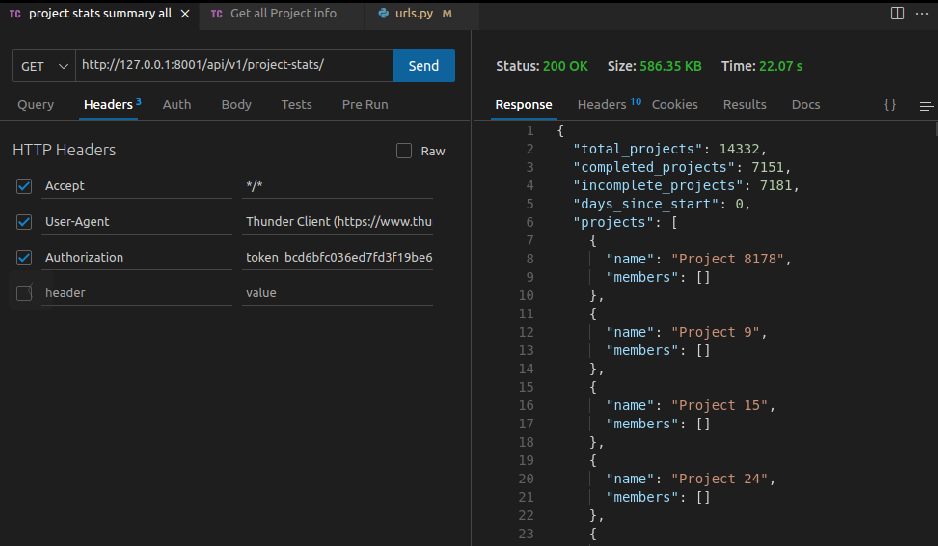 TC project stats summary all ×
TC Get all Project info
urls.py M
GET http://127.0.0.1:8001/api/v1/project-stats/ Send
Query Headers 3 Auth Body Tests Pre Run
HTTP Headers Raw
Accept */*
User-Agent Thunder Client (https://www.thu
Authorization token bcd6bfc036ed7fd3f19be6
header value
Status: 200 OK Size: 586.35 KB Time: 22.07 s
Response Headers 10 Cookies Results Docs { }
1 {
2 "total_projects": 14332,
3 "completed_projects": 7151,
4 "incomplete_projects": 7181,
5 "days_since_start": 0,
6 "projects": [
7 {
8 "name": "Project 8178",
9 "members": []
10 },
11 {
12 "name": "Project 9",
13 "members": []
14 },
15 {
16 "name": "Project 15",
17 "members": []
18 },
19 {
20 "name": "Project 24",
21 "members": []
22 },
23 {